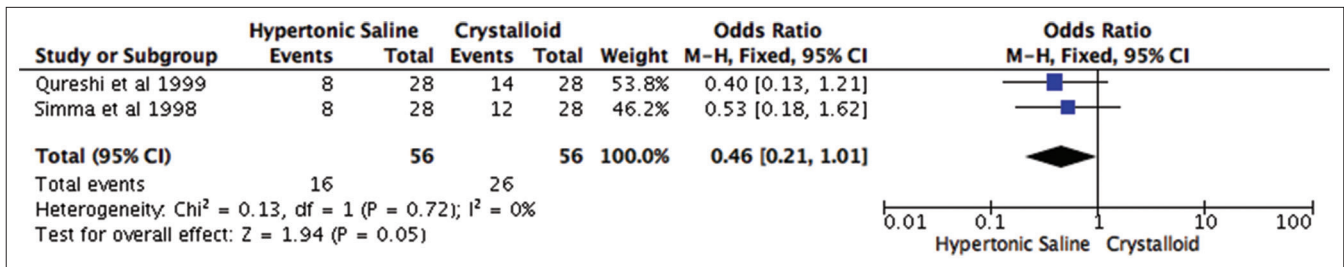 Hypertonic Saline Crystalloid Odds Ratio Odds Ratio
Study or Subgroup Events Total Events Total Weight M-H, Fixed, 95% CI M-H, Fixed, 95% CI
Qureshi et al 1999 8 28 14 28 53.8% 0.40 [0.13, 1.21]
Simma et al 1998 8 28 12 28 46.2% 0.53 [0.18, 1.62]
Total (95% CI) 56 56 100.0% 0.46 [0.21, 1.01]
Total events 16 26
Heterogeneity: Chi² = 0.13, df = 1 (P = 0.72); I² = 0%
Test for overall effect: Z = 1.94 (P = 0.05)
0.01 0.1 1 10 100
Hypertonic Saline Crystalloid